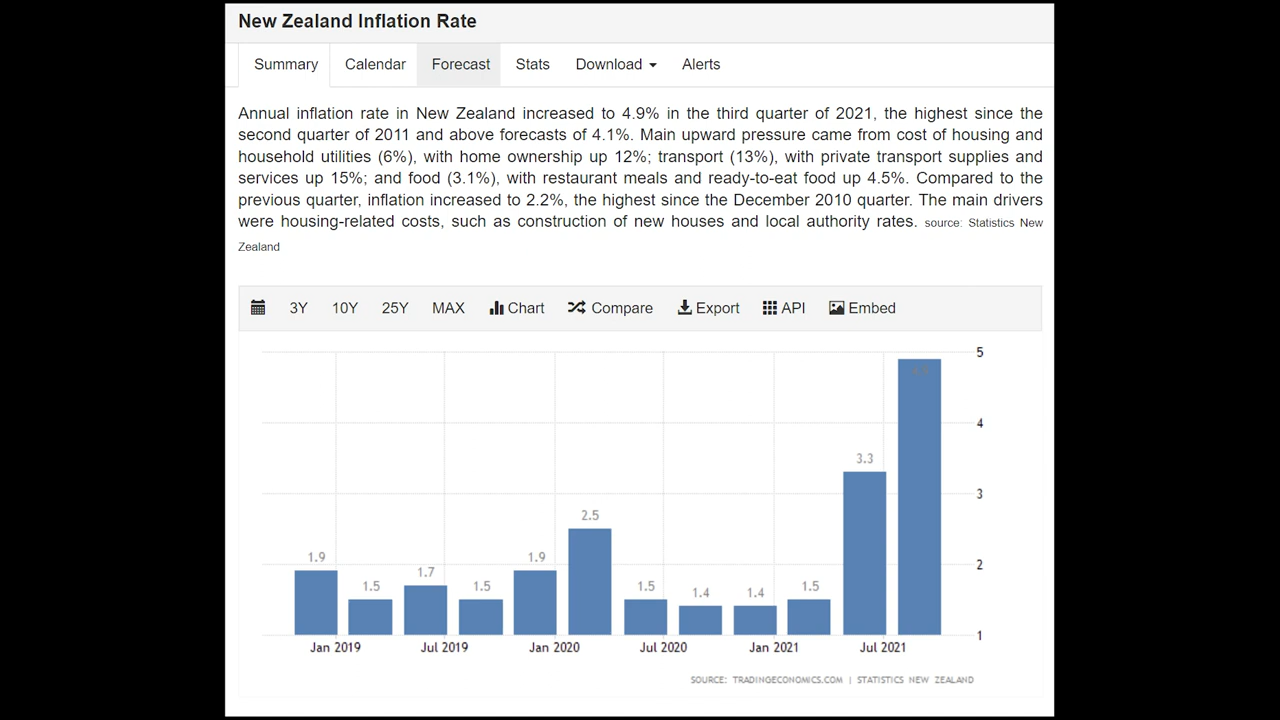 New Zealand Inflation Rate
Summary Calendar Forecast Stats Download Alerts
Annual inflation rate in New Zealand increased to 4.9% in the third quarter of 2021, the highest since the
second quarter of 2011 and above forecasts of 4.1%. Main upward pressure came from cost of housing and
household utilities (6%), with home ownership up 12%; transport (13%), with private transport supplies and
services up 15%; and food (3.1%), with restaurant meals and ready-to-eat food up 4.5%. Compared to the
previous quarter, inflation increased to 2.2%, the highest since the December 2010 quarter. The main drivers
were housing-related costs, such as construction of new houses and local authority rates. source: Statistics New
Zealand
3Y 10Y 25Y MAX Chart Compare Export API Embed
5
4
3.3
3
2.5
1.9 1.9 2
1.5 1.7 1.5 1.5 1.4 1.4 1.5
1
Jan 2019 Jul 2019 Jan 2020 Jul 2020 Jan 2021 Jul 2021
SOURCE: TRADINGECONOMICS.COM | STATISTICS NEW ZEALAND